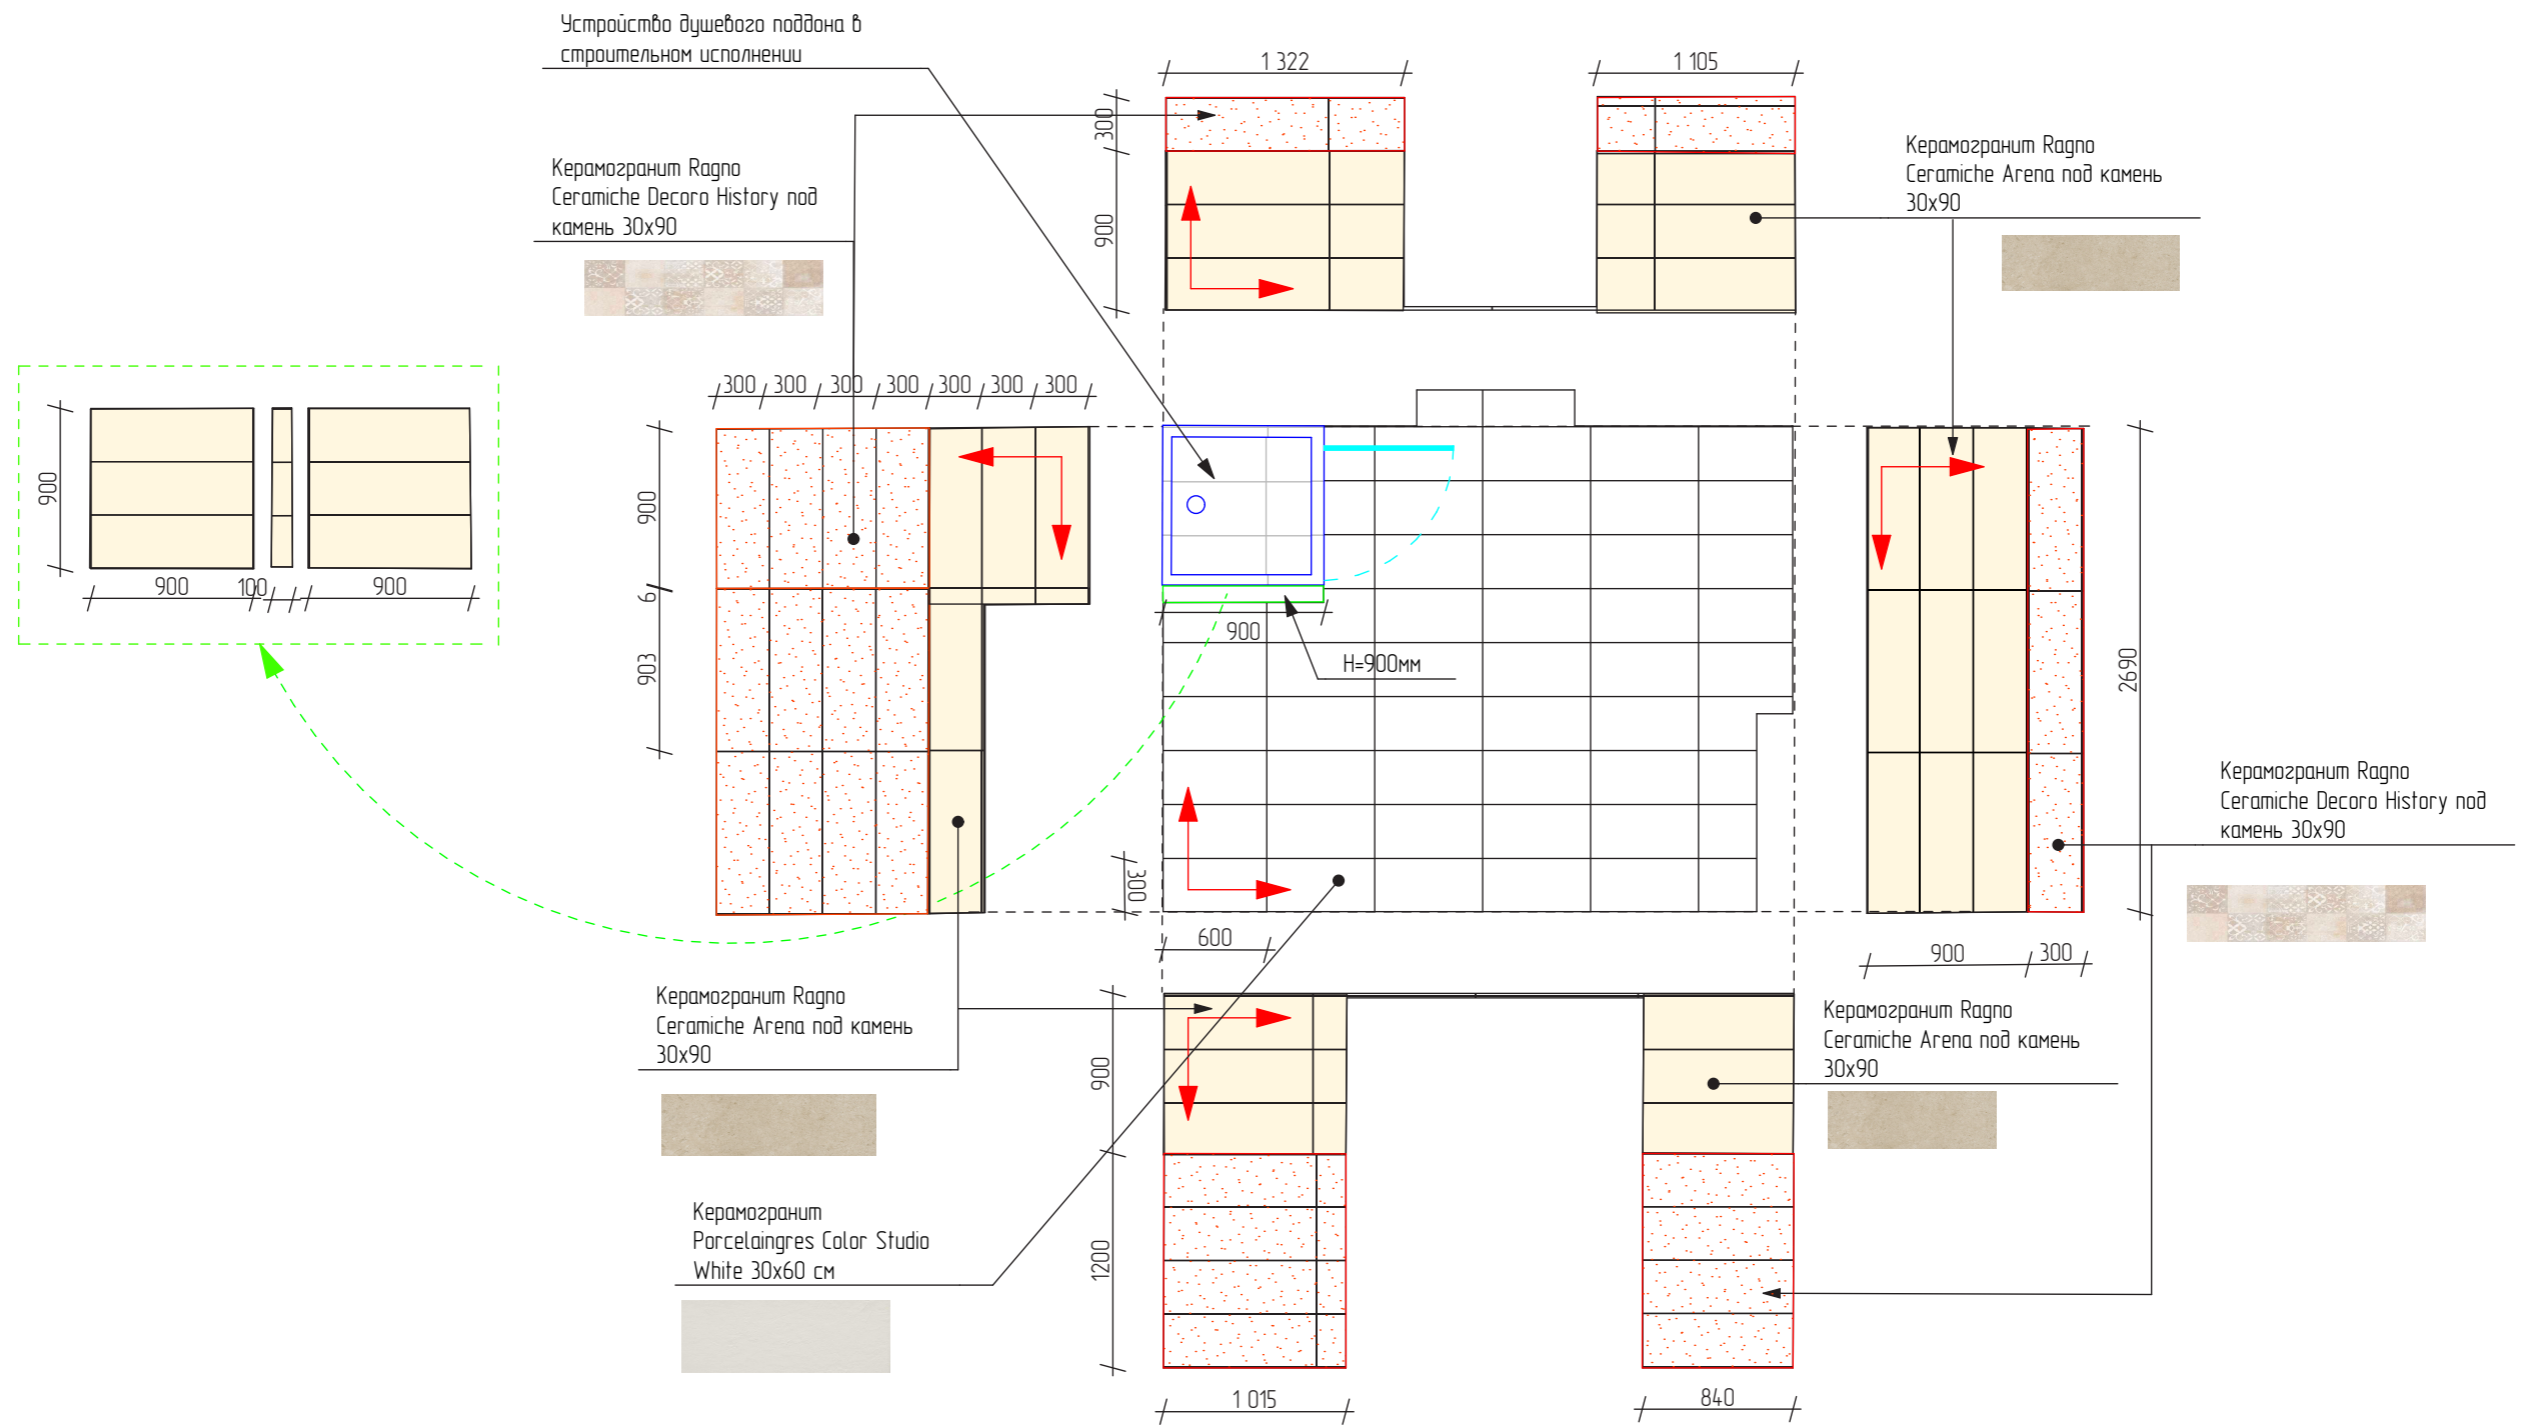 Устройство душевого поддона в
строительном исполнении
1 322
1 105
300
900
Керамогранит Ragno
Ceramiche Decoro History под
камень 30х90
Керамогранит Ragno
Ceramiche Arena под камень
30х90
300 300 300 300 300 300 300
900
900
100
900
900
6
903
900
H=900мм
2690
300
600
900
300
Керамогранит Ragno
Ceramiche Decoro History под
камень 30х90
Керамогранит Ragno
Ceramiche Arena под камень
30х90
Керамогранит Ragno
Ceramiche Arena под камень
30х90
900
1200
Керамогранит
Porcelaingres Color Studio
White 30х60 см
1 015
840